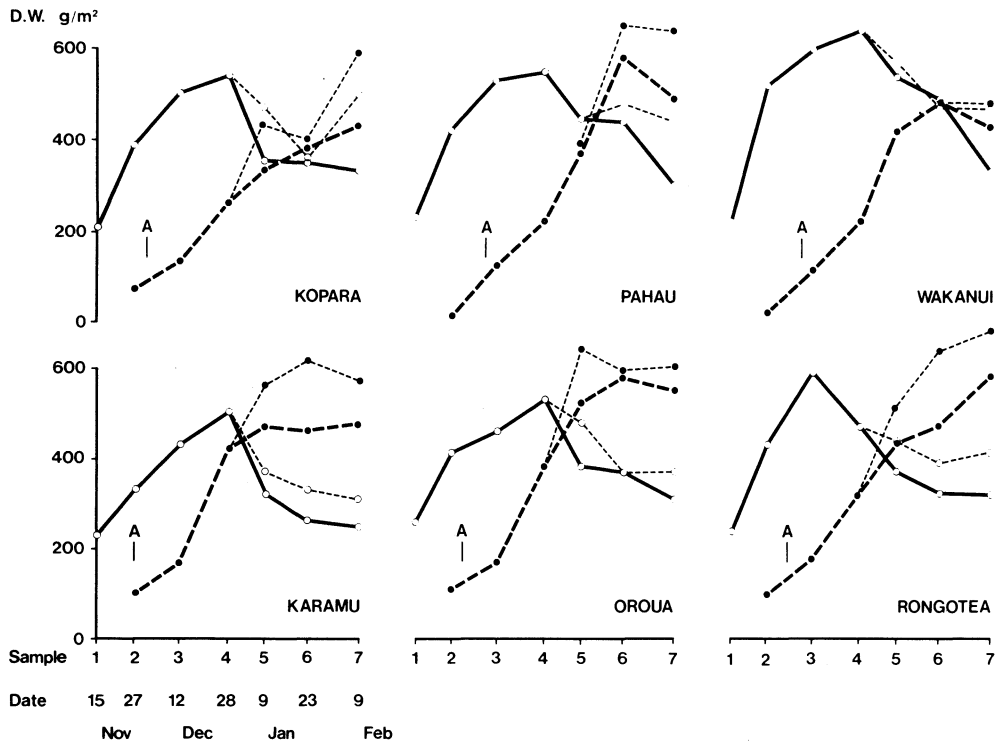 D.W. g/m²
600
400
200
0
A
KOPARA
A
PAHAU
A
WAKANUI
600
400
200
0
A
KARAMU
A
OROUA
A
RONGOTEA
Sample 1 2 3 4 5 6 7 1 2 3 4 5 6 7 1 2 3 4 5 6 7
Date 15 27 12 28 9 23 9
Nov Dec Jan Feb